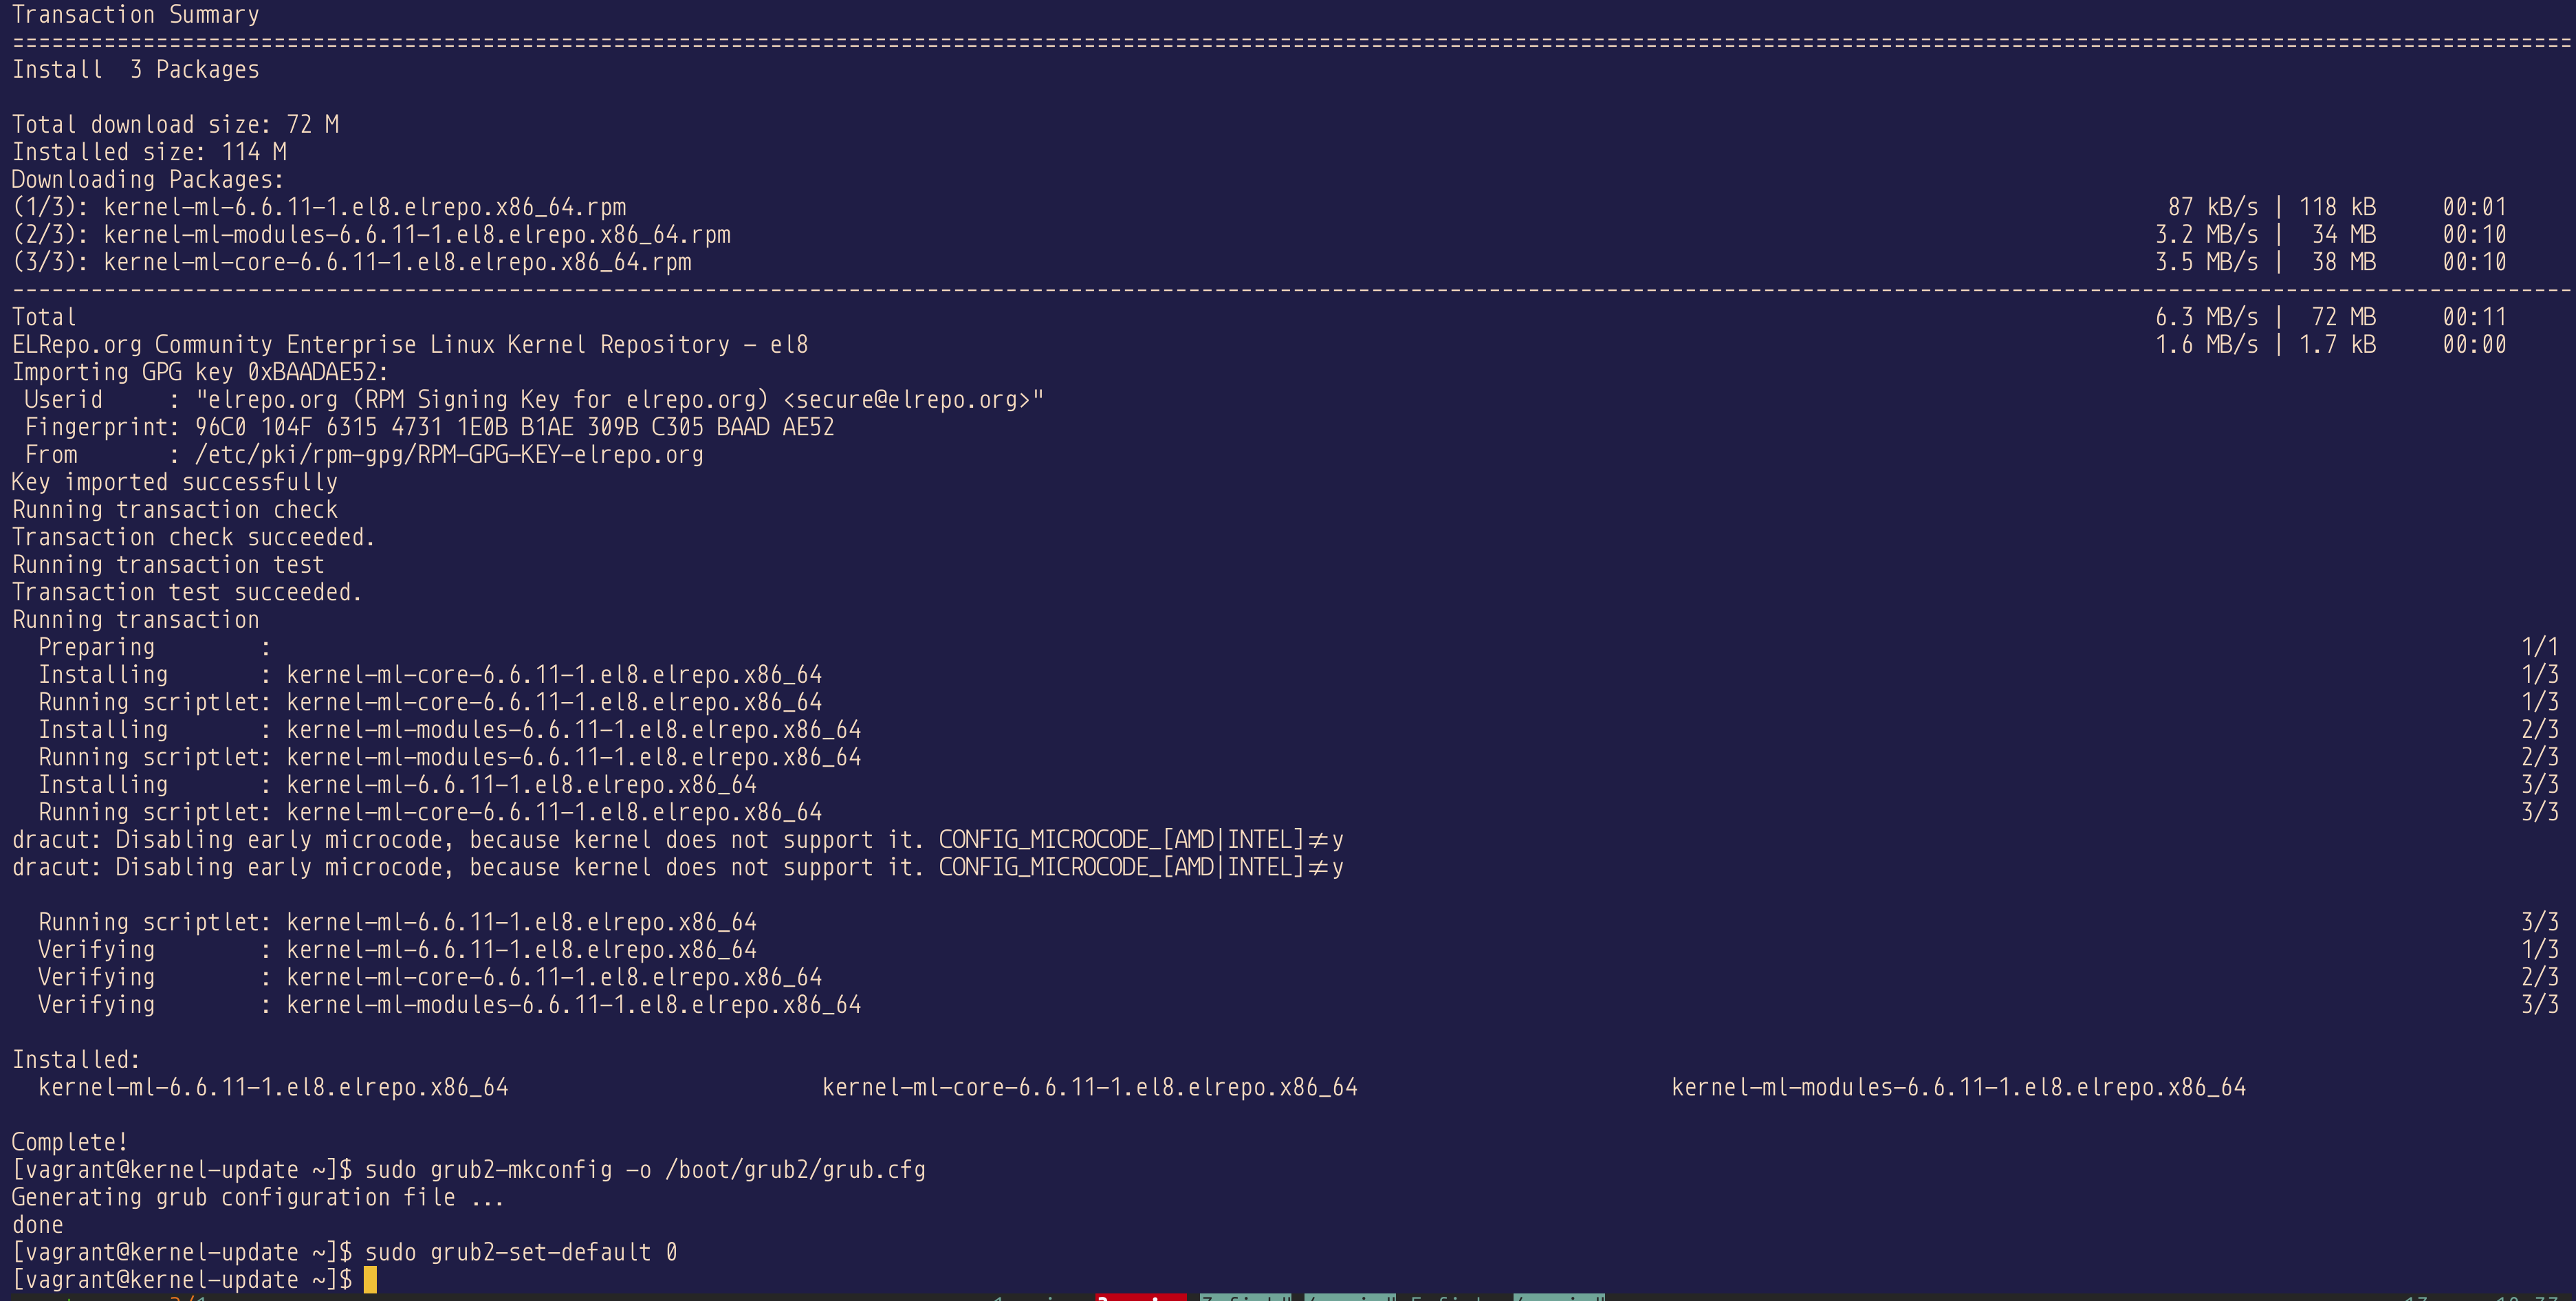 Transaction Summary
================================================================================
Install  3 Packages
Total download size: 72 M
Installed size: 114 M
Downloading Packages:
(1/3): kernel-ml-6.6.11-1.el8.elrepo.x86_64.rpm 87 kB/s | 118 kB 00:01
(2/3): kernel-ml-modules-6.6.11-1.el8.elrepo.x86_64.rpm 3.2 MB/s | 34 MB 00:10
(3/3): kernel-ml-core-6.6.11-1.el8.elrepo.x86_64.rpm 3.5 MB/s | 38 MB 00:10
--------------------------------------------------------------------------------
Total 6.3 MB/s | 72 MB 00:11
ELRepo.org Community Enterprise Linux Kernel Repository - el8 1.6 MB/s | 1.7 kB 00:00
Importing GPG key 0xBAADAE52:
Userid     : "elrepo.org (RPM Signing Key for elrepo.org) <secure@elrepo.org>"
Fingerprint: 96C0 104F 6315 4731 1E0B B1AE 309B C305 BAAD AE52
From       : /etc/pki/rpm-gpg/RPM-GPG-KEY-elrepo.org
Key imported successfully
Running transaction check
Transaction check succeeded.
Running transaction test
Transaction test succeeded.
Running transaction
Preparing        : 1/1
Installing       : kernel-ml-core-6.6.11-1.el8.elrepo.x86_64 1/3
Running scriptlet: kernel-ml-core-6.6.11-1.el8.elrepo.x86_64 1/3
Installing       : kernel-ml-modules-6.6.11-1.el8.elrepo.x86_64 2/3
Running scriptlet: kernel-ml-modules-6.6.11-1.el8.elrepo.x86_64 2/3
Installing       : kernel-ml-6.6.11-1.el8.elrepo.x86_64 3/3
Running scriptlet: kernel-ml-core-6.6.11-1.el8.elrepo.x86_64 3/3
dracut: Disabling early microcode, because kernel does not support it. CONFIG_MICROCODE_[AMD|INTEL]≠y
dracut: Disabling early microcode, because kernel does not support it. CONFIG_MICROCODE_[AMD|INTEL]≠y
Running scriptlet: kernel-ml-6.6.11-1.el8.elrepo.x86_64 3/3
Verifying        : kernel-ml-6.6.11-1.el8.elrepo.x86_64 1/3
Verifying        : kernel-ml-core-6.6.11-1.el8.elrepo.x86_64 2/3
Verifying        : kernel-ml-modules-6.6.11-1.el8.elrepo.x86_64 3/3
Installed:
kernel-ml-6.6.11-1.el8.elrepo.x86_64 kernel-ml-core-6.6.11-1.el8.elrepo.x86_64 kernel-ml-modules-6.6.11-1.el8.elrepo.x86_64
Complete!
[vagrant@kernel-update ~]$ sudo grub2-mkconfig -o /boot/grub2/grub.cfg
Generating grub configuration file ...
done
[vagrant@kernel-update ~]$ sudo grub2-set-default 0
[vagrant@kernel-update ~]$